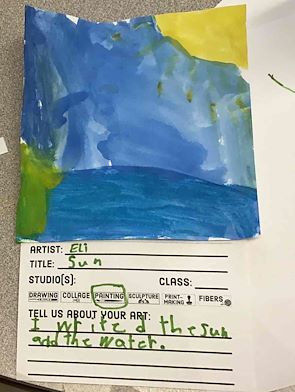 ARTIST: Eli
TITLE: Sun
STUDIO(S): CLASS:
DRAWING COLLAGE PAINTING SCULPTURE PRINT-MAKING FIBERS
TELL US ABOUT YOUR ART:
I writed the sun
and the watr.